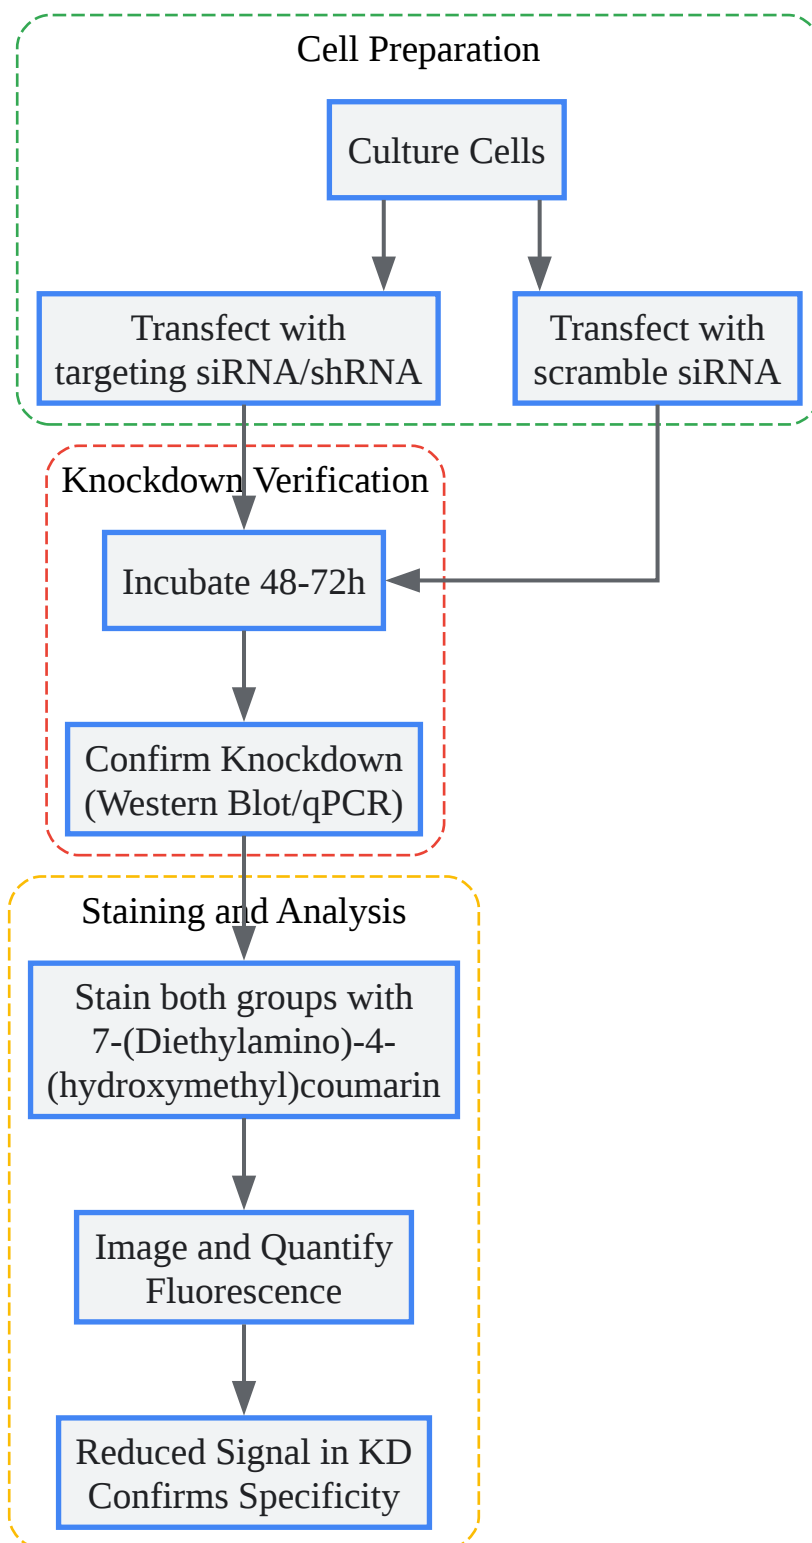 Cell Preparation
Culture Cells
Transfect with
targeting siRNA/shRNA
Transfect with
scramble siRNA
Knockdown Verification
Incubate 48-72h
Confirm Knockdown
(Western Blot/qPCR)
Staining and Analysis
Stain both groups with
7-(Diethylamino)-4-
(hydroxymethyl)coumarin
Image and Quantify
Fluorescence
Reduced Signal in KD
Confirms Specificity